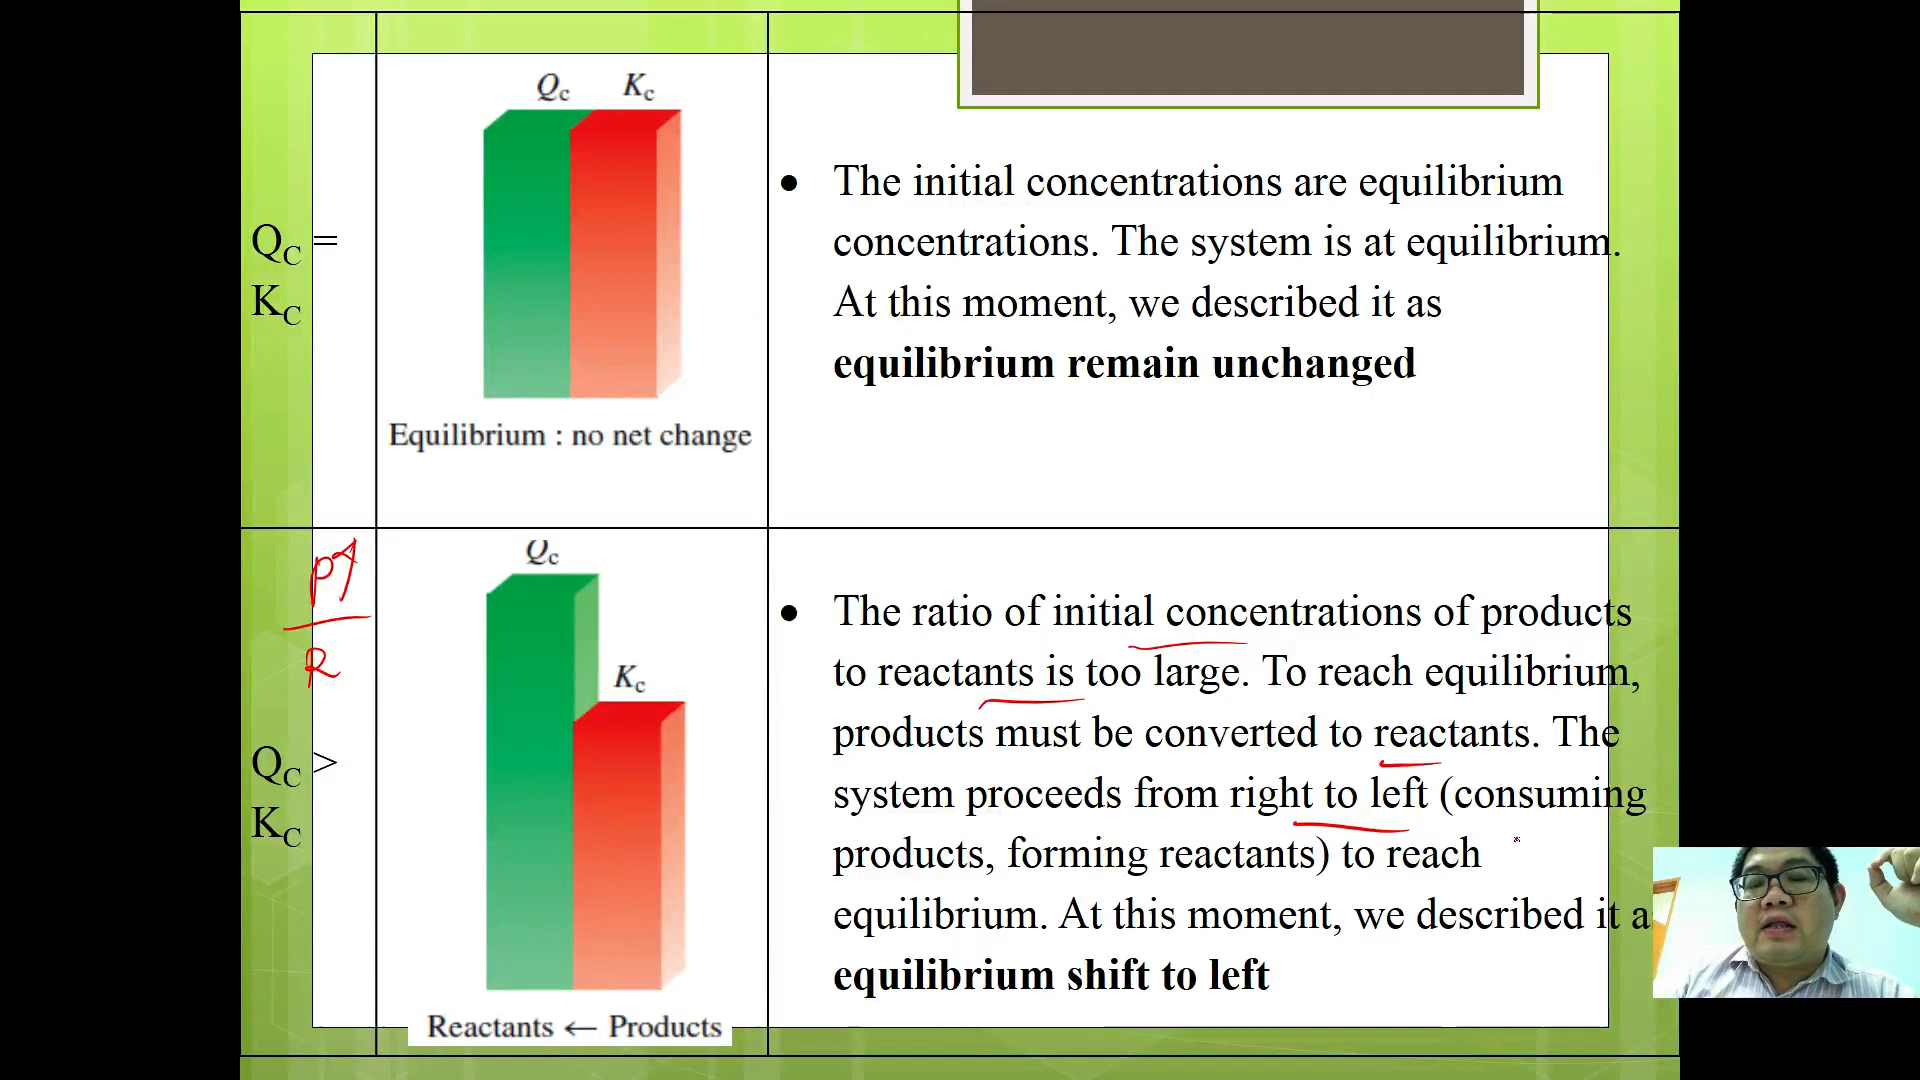 Qc Kc
QC =
KC
Equilibrium : no net change
• The initial concentrations are equilibrium
concentrations. The system is at equilibrium.
At this moment, we described it as
equilibrium remain unchanged
P↑
R
QC >
KC
Qc
Kc
Reactants ← Products
• The ratio of initial concentrations of products
to reactants is too large. To reach equilibrium,
products must be converted to reactants. The
system proceeds from right to left (consuming
products, forming reactants) to reach
equilibrium. At this moment, we described it a
equilibrium shift to left